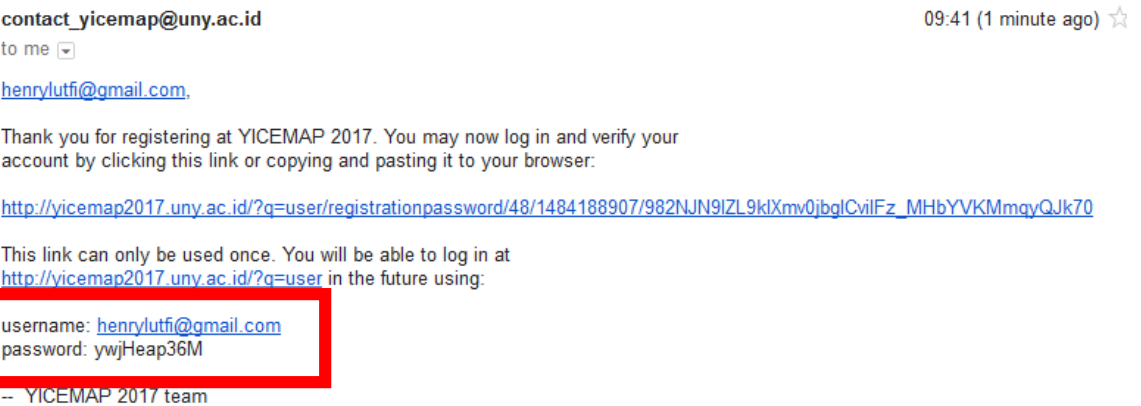 contact_yicemap@uny.ac.id 09:41 (1 minute ago)
to me
henrylutfi@gmail.com,
Thank you for registering at YICEMAP 2017. You may now log in and verify your
account by clicking this link or copying and pasting it to your browser:
http://yicemap2017.uny.ac.id/?q=user/registrationpassword/48/1484188907/982NJN9lZL9klXmv0jbglCvilFz_MHbYVKMmqyQJk70
This link can only be used once. You will be able to log in at
http://yicemap2017.uny.ac.id/?q=user in the future using:
username: henrylutfi@gmail.com
password: ywjHeap36M
-- YICEMAP 2017 team